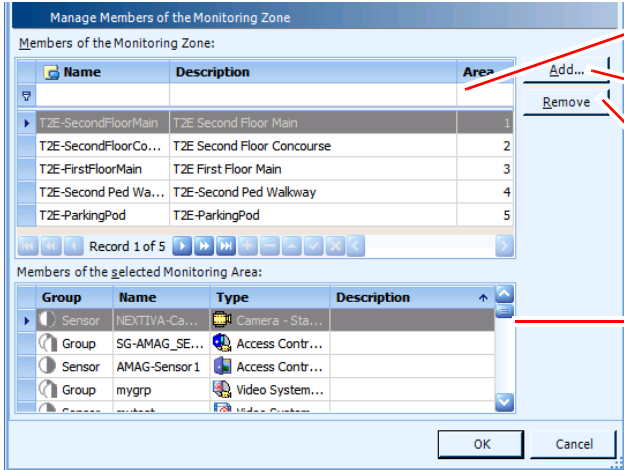 Manage Members of the Monitoring Zone
Members of the Monitoring Zone:
Name Description Area
Add...
Remove
T2E-SecondFloorMain T2E Second Floor Main 1
T2E-SecondFloorCo... T2E Second Floor Concourse 2
T2E-FirstFloorMain T2E First Floor Main 3
T2E-Second Ped Wa... T2E-Second Ped Walkway 4
T2E-ParkingPod T2E-ParkingPod 5
Record 1 of 5
Members of the selected Monitoring Area:
Group Name Type Description
Sensor NEXTIVA-Ca... Camera - Sta...
Group SG-AMAG_SE... Access Contr...
Sensor AMAG-Sensor1 Access Contr...
Group mygrp Video System...
OK Cancel